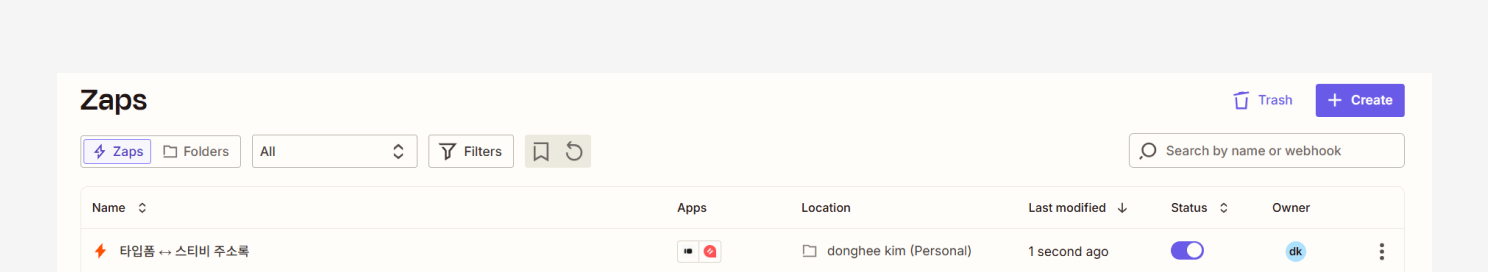 Zaps
Trash
Create
Zaps Folders All Filters Search by name or webhook
Name Apps Location Last modified Status Owner
타입폼 ↔ 스티비 주소록 donghee kim (Personal) 1 second ago dk